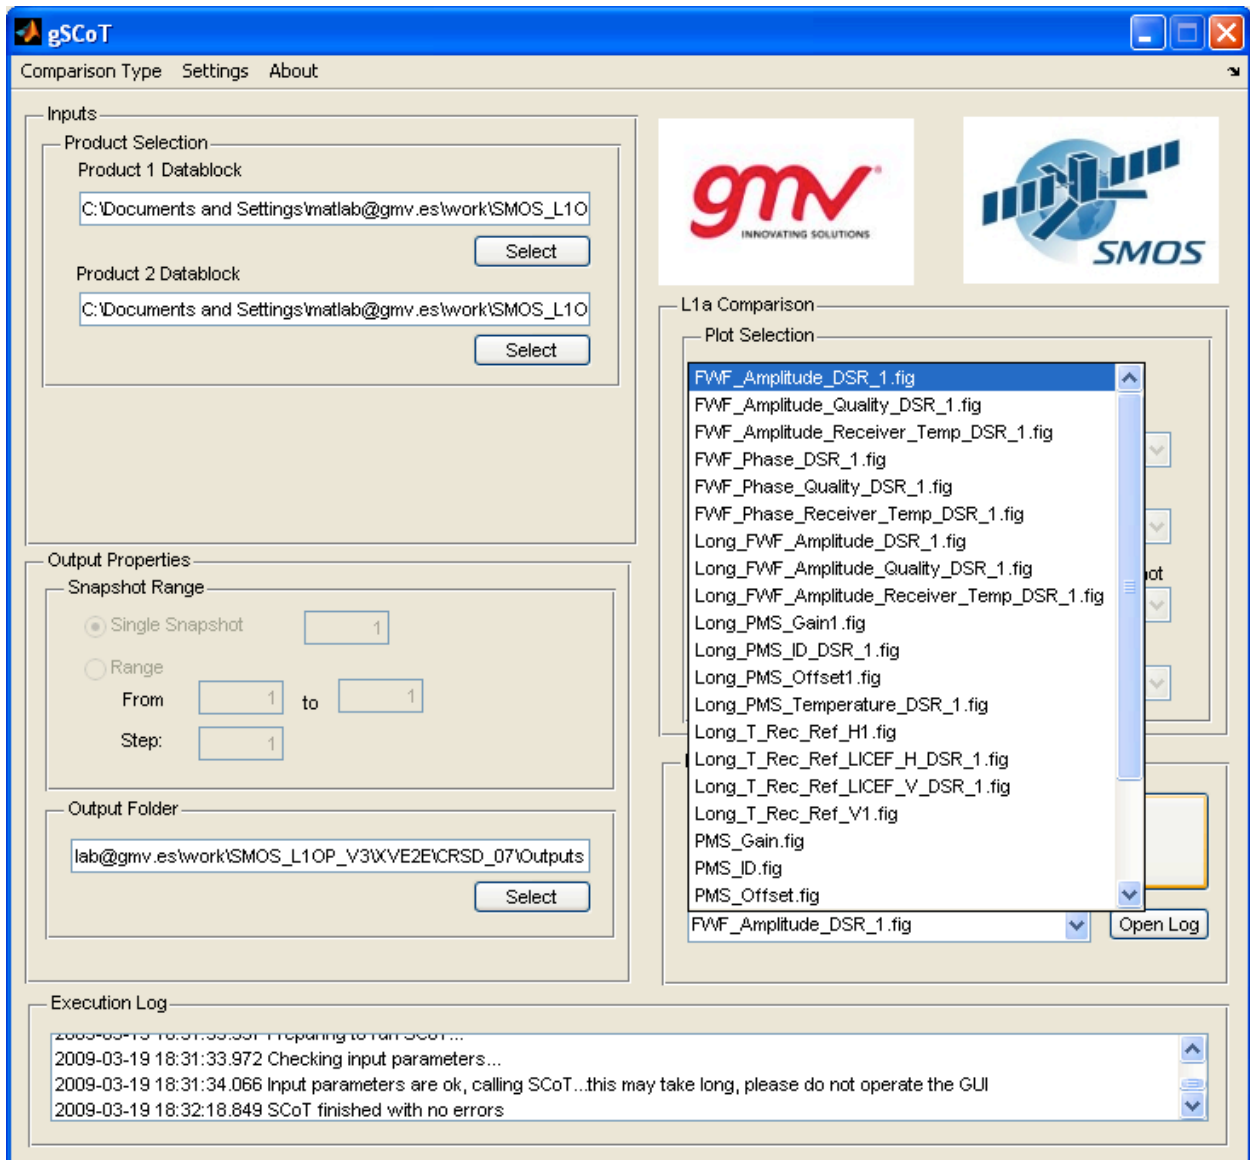 gSCoT
Comparison Type Settings About
Inputs
Product Selection
Product 1 Datablock
C:\Documents and Settings\matlab@gmv.es\work\SMOS_L1O
Select
Product 2 Datablock
C:\Documents and Settings\matlab@gmv.es\work\SMOS_L1O
Select
gmv®
INNOVATING SOLUTIONS
SMOS
L1a Comparison
Plot Selection
FWF_Amplitude_DSR_1.fig
FWF_Amplitude_Quality_DSR_1.fig
FWF_Amplitude_Receiver_Temp_DSR_1.fig
FWF_Phase_DSR_1.fig
FWF_Phase_Quality_DSR_1.fig
FWF_Phase_Receiver_Temp_DSR_1.fig
Long_FWF_Amplitude_DSR_1.fig
Long_FWF_Amplitude_Quality_DSR_1.fig
Long_FWF_Amplitude_Receiver_Temp_DSR_1.fig
Long_PMS_Gain1.fig
Long_PMS_ID_DSR_1.fig
Long_PMS_Offset1.fig
Long_PMS_Temperature_DSR_1.fig
Long_T_Rec_Ref_H1.fig
Long_T_Rec_Ref_LICEF_H_DSR_1.fig
Long_T_Rec_Ref_LICEF_V_DSR_1.fig
Long_T_Rec_Ref_V1.fig
PMS_Gain.fig
PMS_ID.fig
PMS_Offset.fig
FWF_Amplitude_DSR_1.fig
Open Log
Output Properties
Snapshot Range
Single Snapshot 1
Range
From 1 to 1
Step: 1
Output Folder
lab@gmv.es\work\SMOS_L1OP_V3\XVE2E\CRSD_07\Outputs
Select
Execution Log
2009-03-19 18:31:33.972 Checking input parameters...
2009-03-19 18:31:34.066 Input parameters are ok, calling SCoT...this may take long, please do not operate the GUI
2009-03-19 18:32:18.849 SCoT finished with no errors